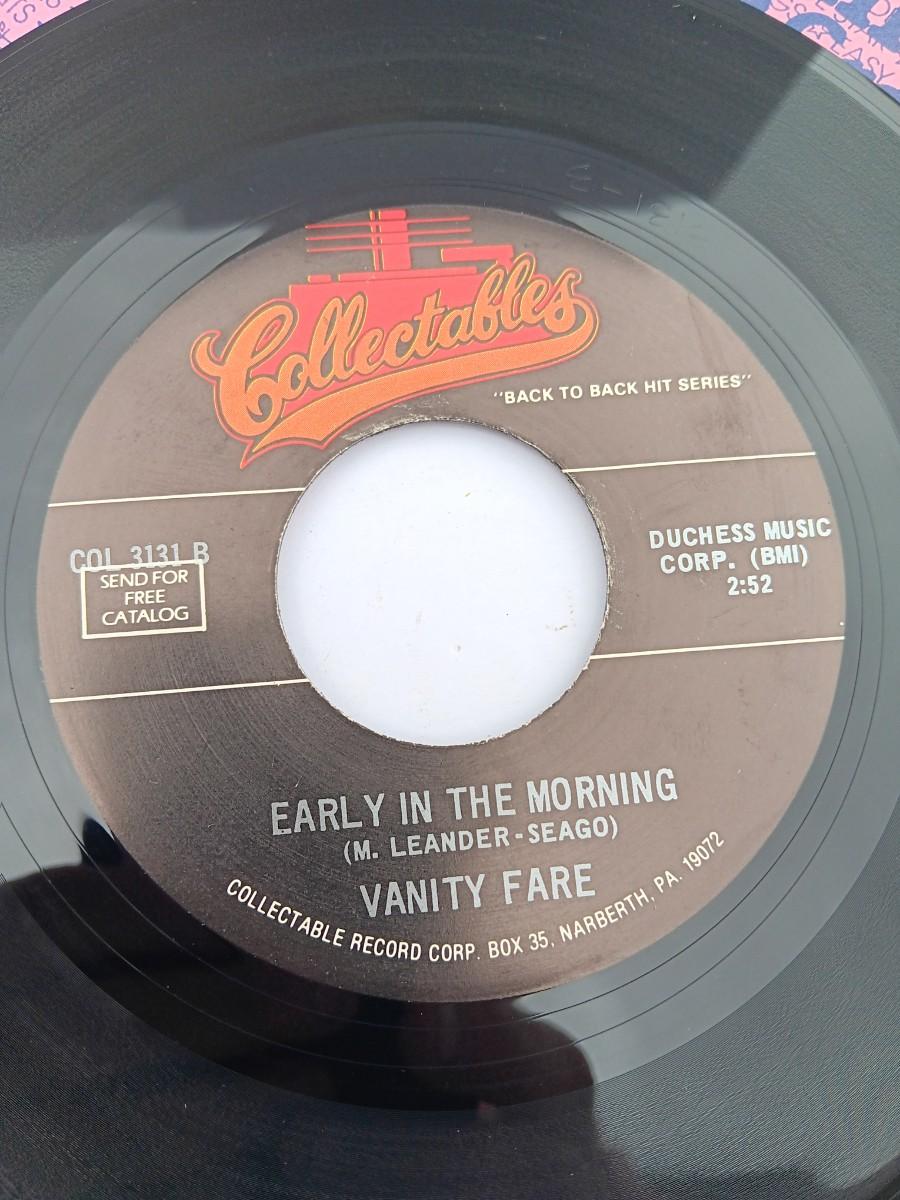 Collectables
"BACK TO BACK HIT SERIES"
COL 3131 B
SEND FOR
FREE
CATALOG
DUCHESS MUSIC
CORP. (BMI)
2:52
EARLY IN THE MORNING
(M. LEANDER-SEAGO)
VANITY FARE
COLLECTABLE RECORD CORP. BOX 35, NARBERTH, PA. 19072